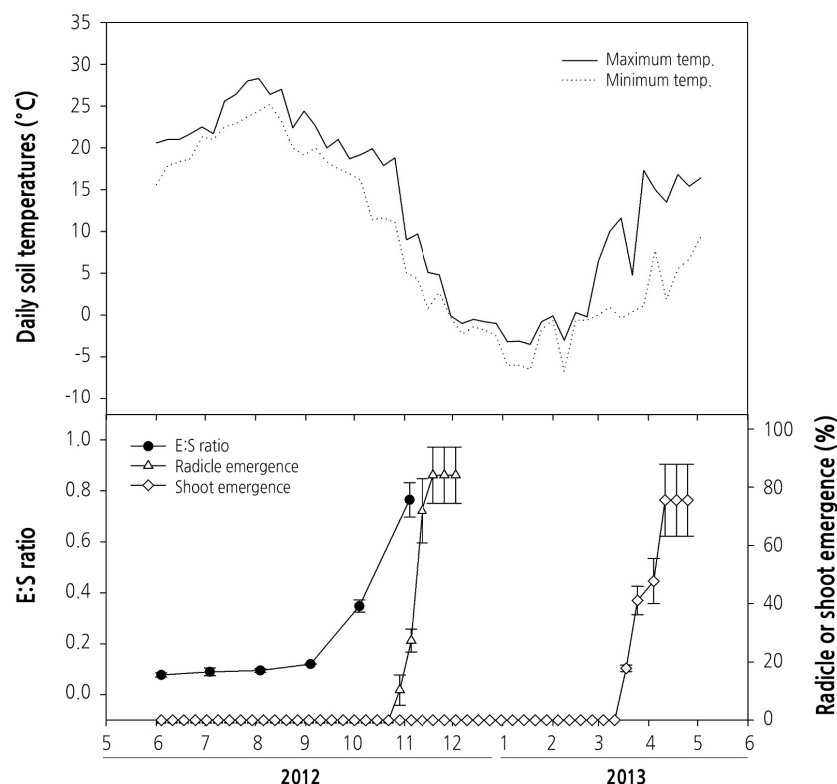 35
30
25
20
15
10
5
0
-5
-10
Daily soil temperatures (°C)
Maximum temp.
Minimum temp.
1.0
0.8
0.6
0.4
0.2
0.0
E:S ratio
E:S ratio
Radicle emergence
Shoot emergence
100
80
60
40
20
0
Radicle or shoot emergence (%)
5 6 7 8 9 10 11 12 1 2 3 4 5 6
2012 2013